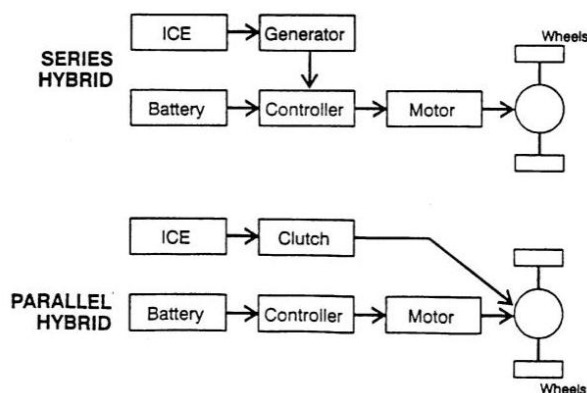 Wheels
ICE
Generator
SERIES
HYBRID
Battery
Controller
Motor
ICE
Clutch
PARALLEL
HYBRID
Battery
Controller
Motor
Wheels